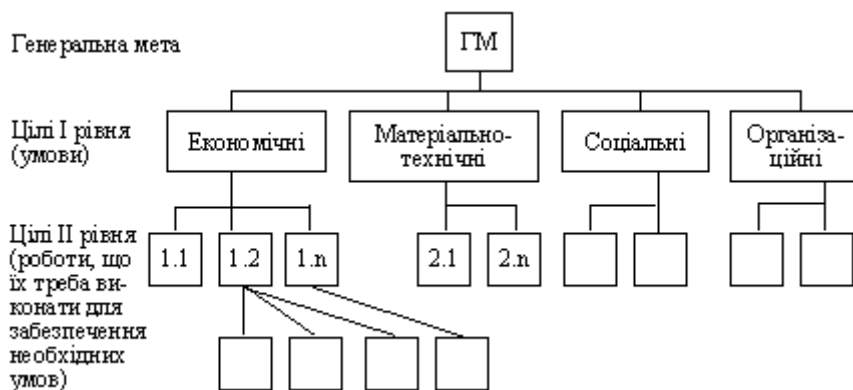 Генеральна мета
ГМ
Цілі І рівня
(умови)
Економічні
Матеріально-
технічні
Соціальні
Організа-
ційні
Цілі ІІ рівня
(роботи, що
їх треба ви-
конати для
забезпечення
необхідних
умов)
1.1
1.2
1.n
2.1
2.n